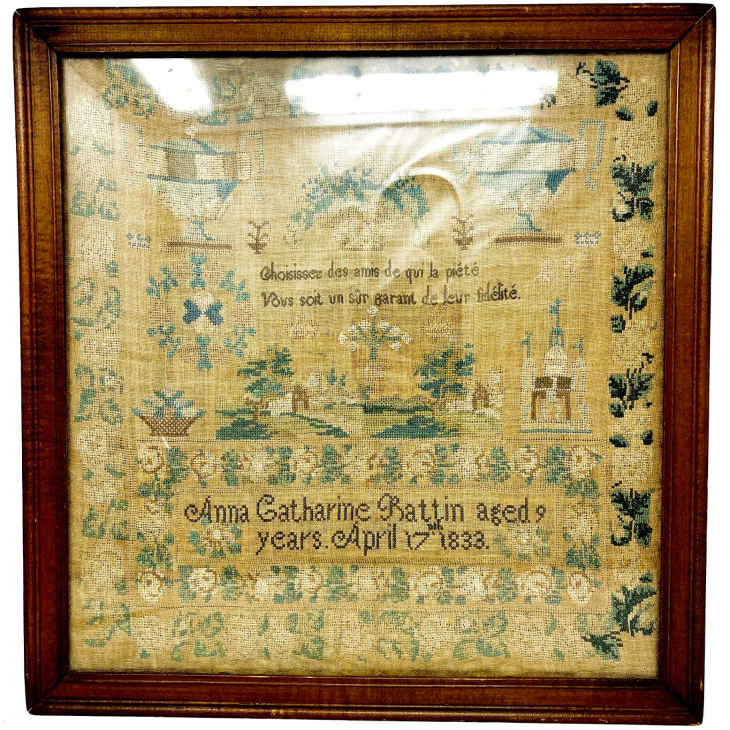 Choisissez des amis de qui la piété
Vous soit un sûr garant de leur fidélité.
Anna Catharine Rattin aged 9
years. April 17th 1833.